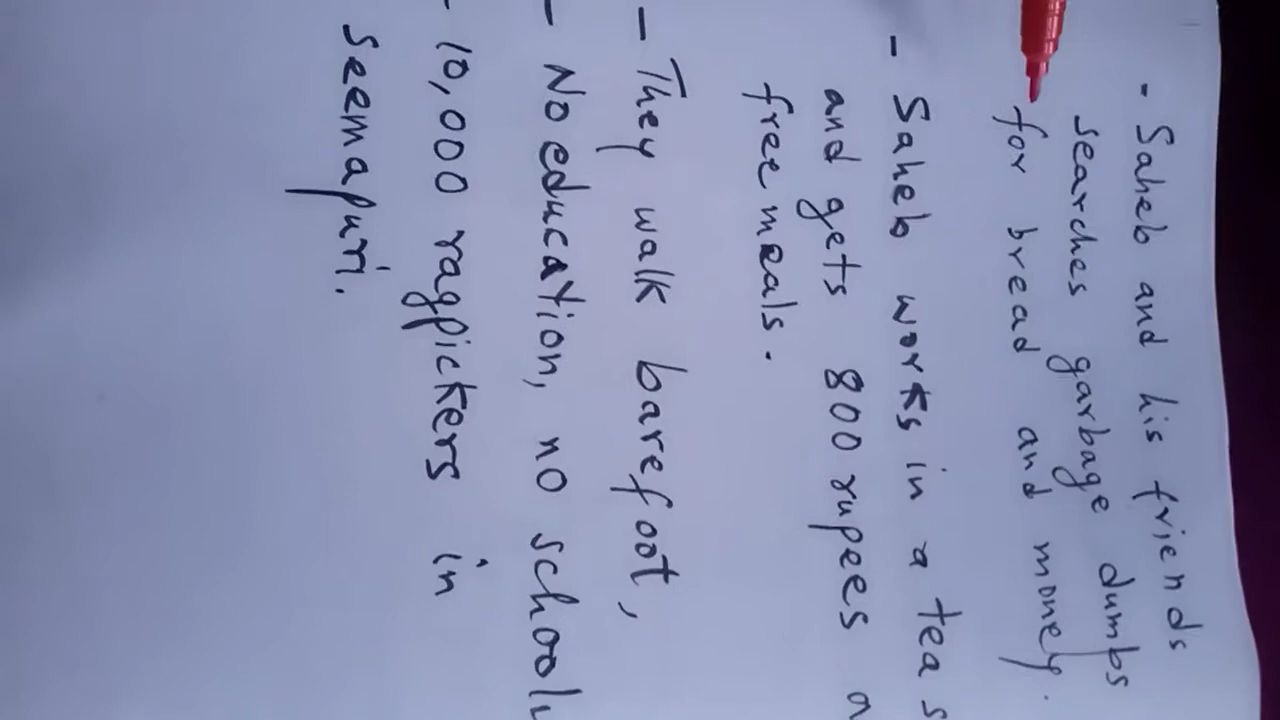 - Saheb and his friends
searches garbage dumbs
for bread and money.
- Saheb works in a tea s
and gets 800 rupees a
free meals.
- They walk barefoot,
- No education, no school
- 10,000 ragpickers in
Seemapuri.